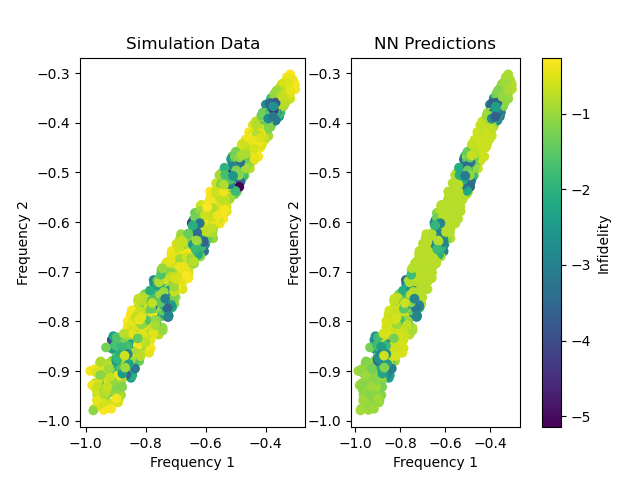 Simulation Data
−0.3
−0.4
−0.5
−0.6
−0.7
−0.8
−0.9
−1.0
Frequency 2
−1.0 −0.8 −0.6 −0.4
Frequency 1
NN Predictions
−0.3
−0.4
−0.5
−0.6
−0.7
−0.8
−0.9
−1.0
Frequency 2
−1.0 −0.8 −0.6 −0.4
Frequency 1
−1
−2
−3
−4
−5
Infidelity